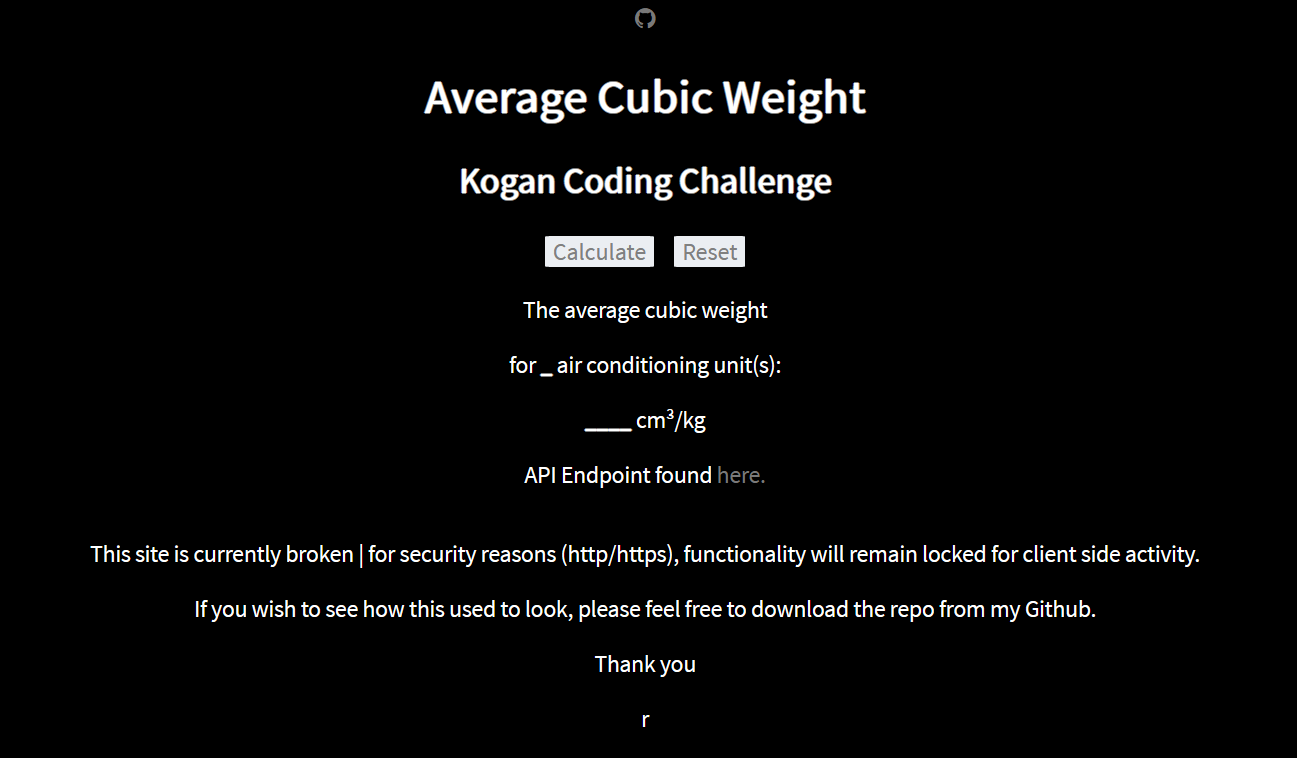 Average Cubic Weight
Kogan Coding Challenge
Calculate Reset
The average cubic weight
for _ air conditioning unit(s):
____ cm³/kg
API Endpoint found here.
This site is currently broken | for security reasons (http/https), functionality will remain locked for client side activity.
If you wish to see how this used to look, please feel free to download the repo from my Github.
Thank you
r